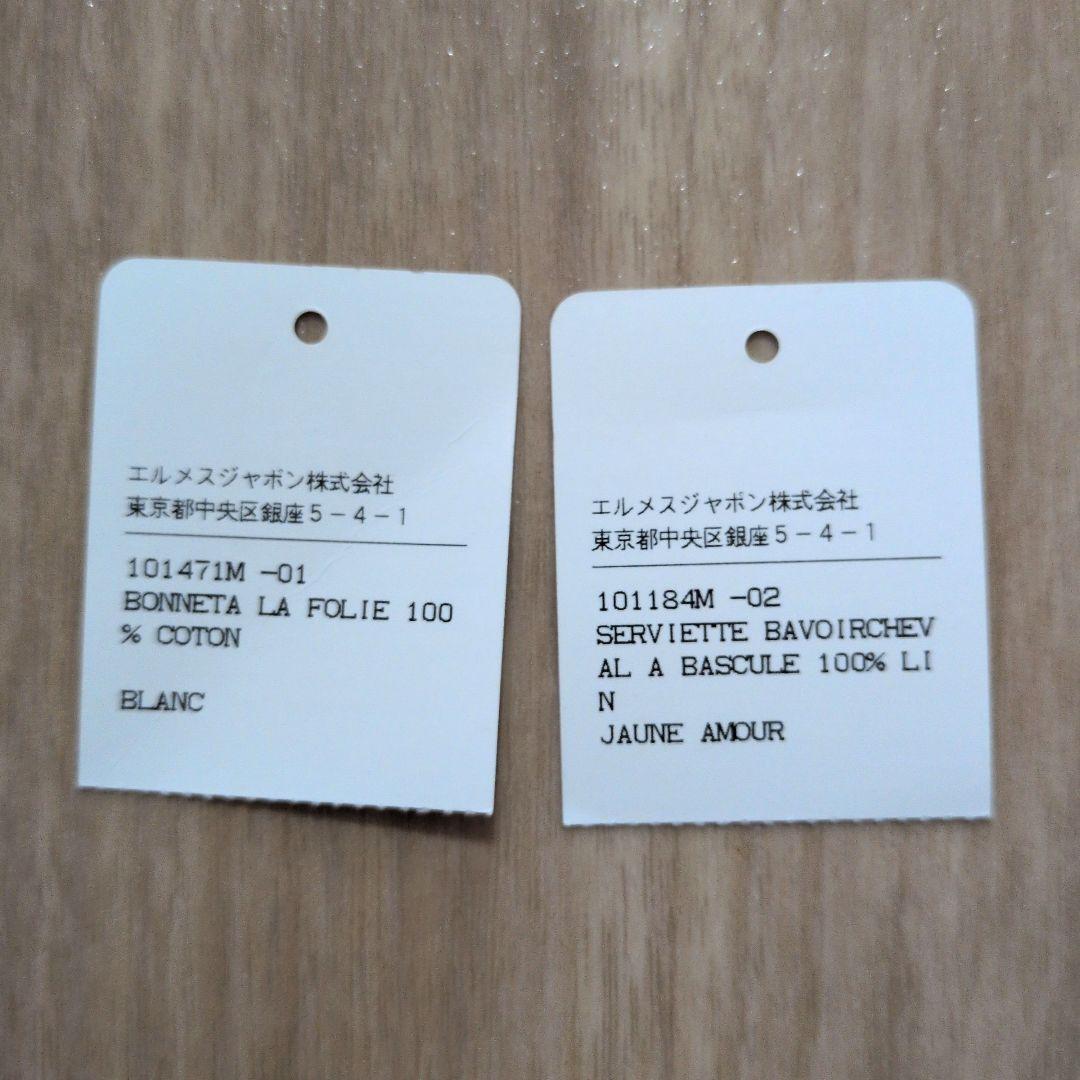 エルメスジャポン株式会社
東京都中央区銀座5-4-1
101471M -01
BONNETA LA FOLIE 100
% COTON
BLANC
エルメスジャポン株式会社
東京都中央区銀座5-4-1
101184M -02
SERVIETTE BAVOIRCHEV
AL A BASCULE 100% LI
N
JAUNE AMOUR